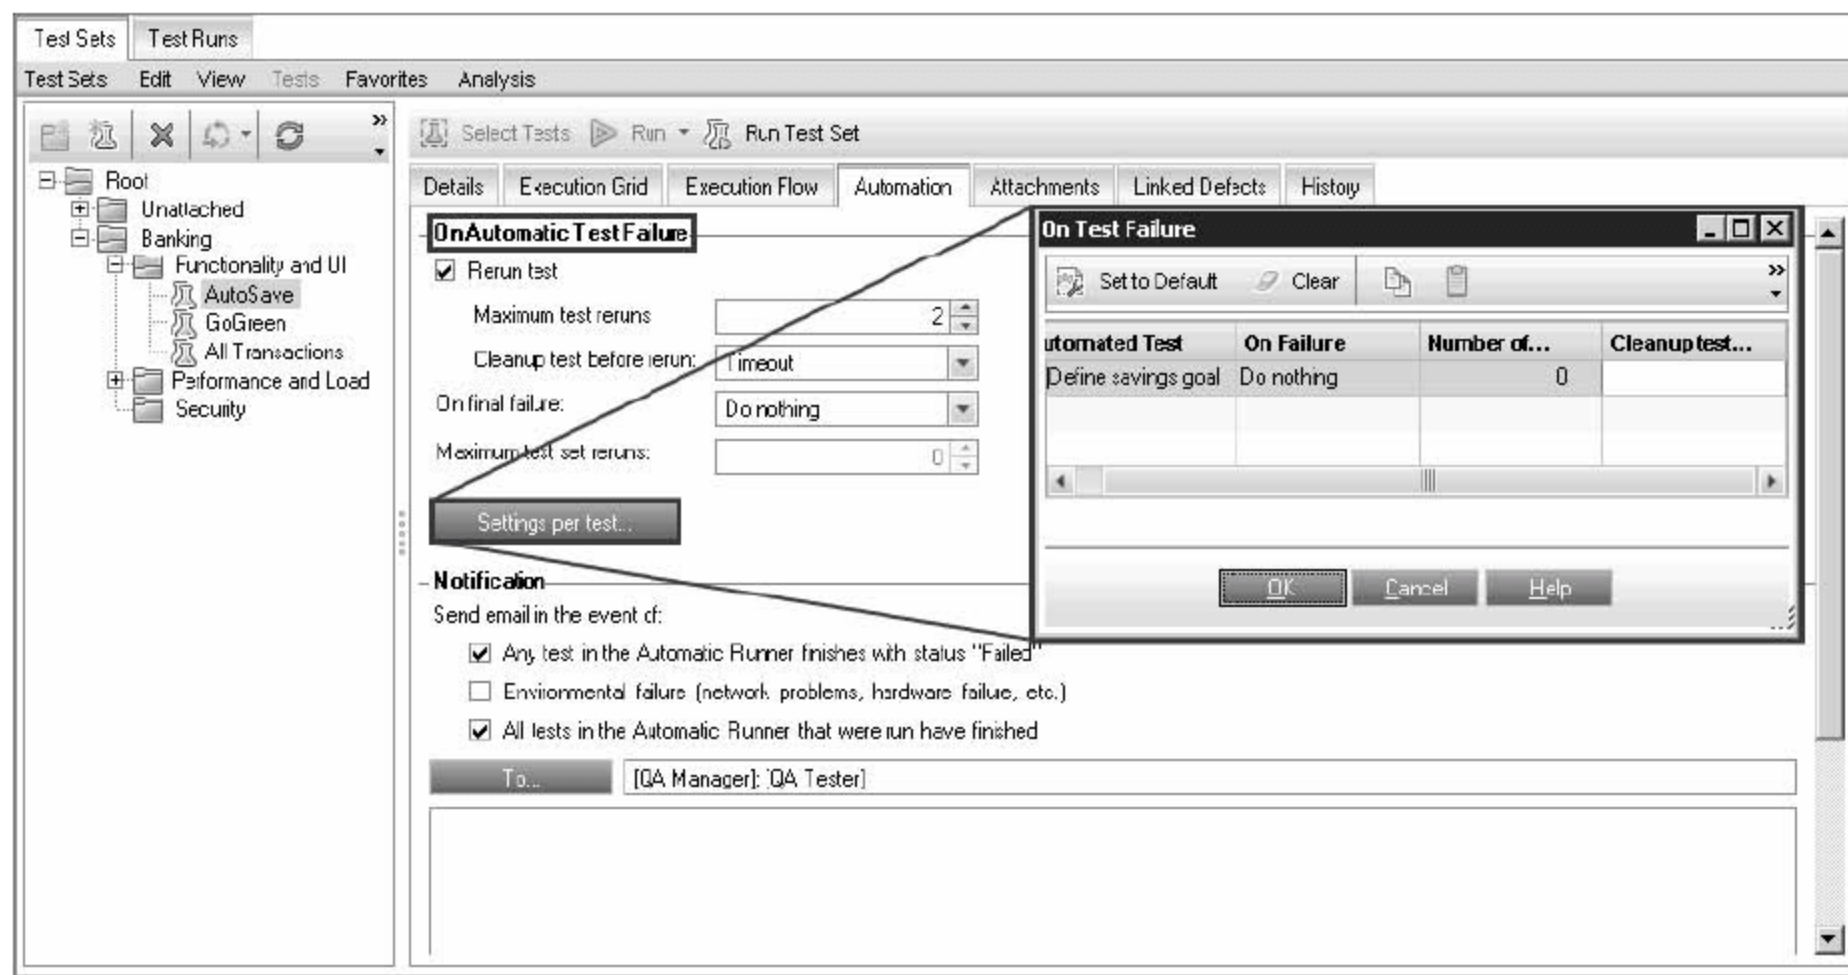 Test Sets Test Runs
Test Sets Edit View Tests Favorites Analysis
Select Tests Run Run Test Set
Root
Unattached
Banking
Functionality and UI
AutoSave
GoGreen
All Transactions
Performance and Load
Security
Details Execution Grid Execution Flow Automation Attachments Linked Defects History
On Automatic Test Failure
Rerun test
Maximum test reruns 2
Cleanup test before rerun: Timeout
On final failure: Do nothing
Maximum test set reruns: 0
Settings per test...
On Test Failure
Set to Default Clear
utomated Test On Failure Number of... Cleanup test...
Define savings goal Do nothing 0
OK Cancel Help
Notification
Send email in the event of:
Any test in the Automatic Runner finishes with status "Failed"
Environmental failure (network problems, hardware failure, etc.)
All tests in the Automatic Runner that were run have finished
To... [QA Manager]; [QA Tester]